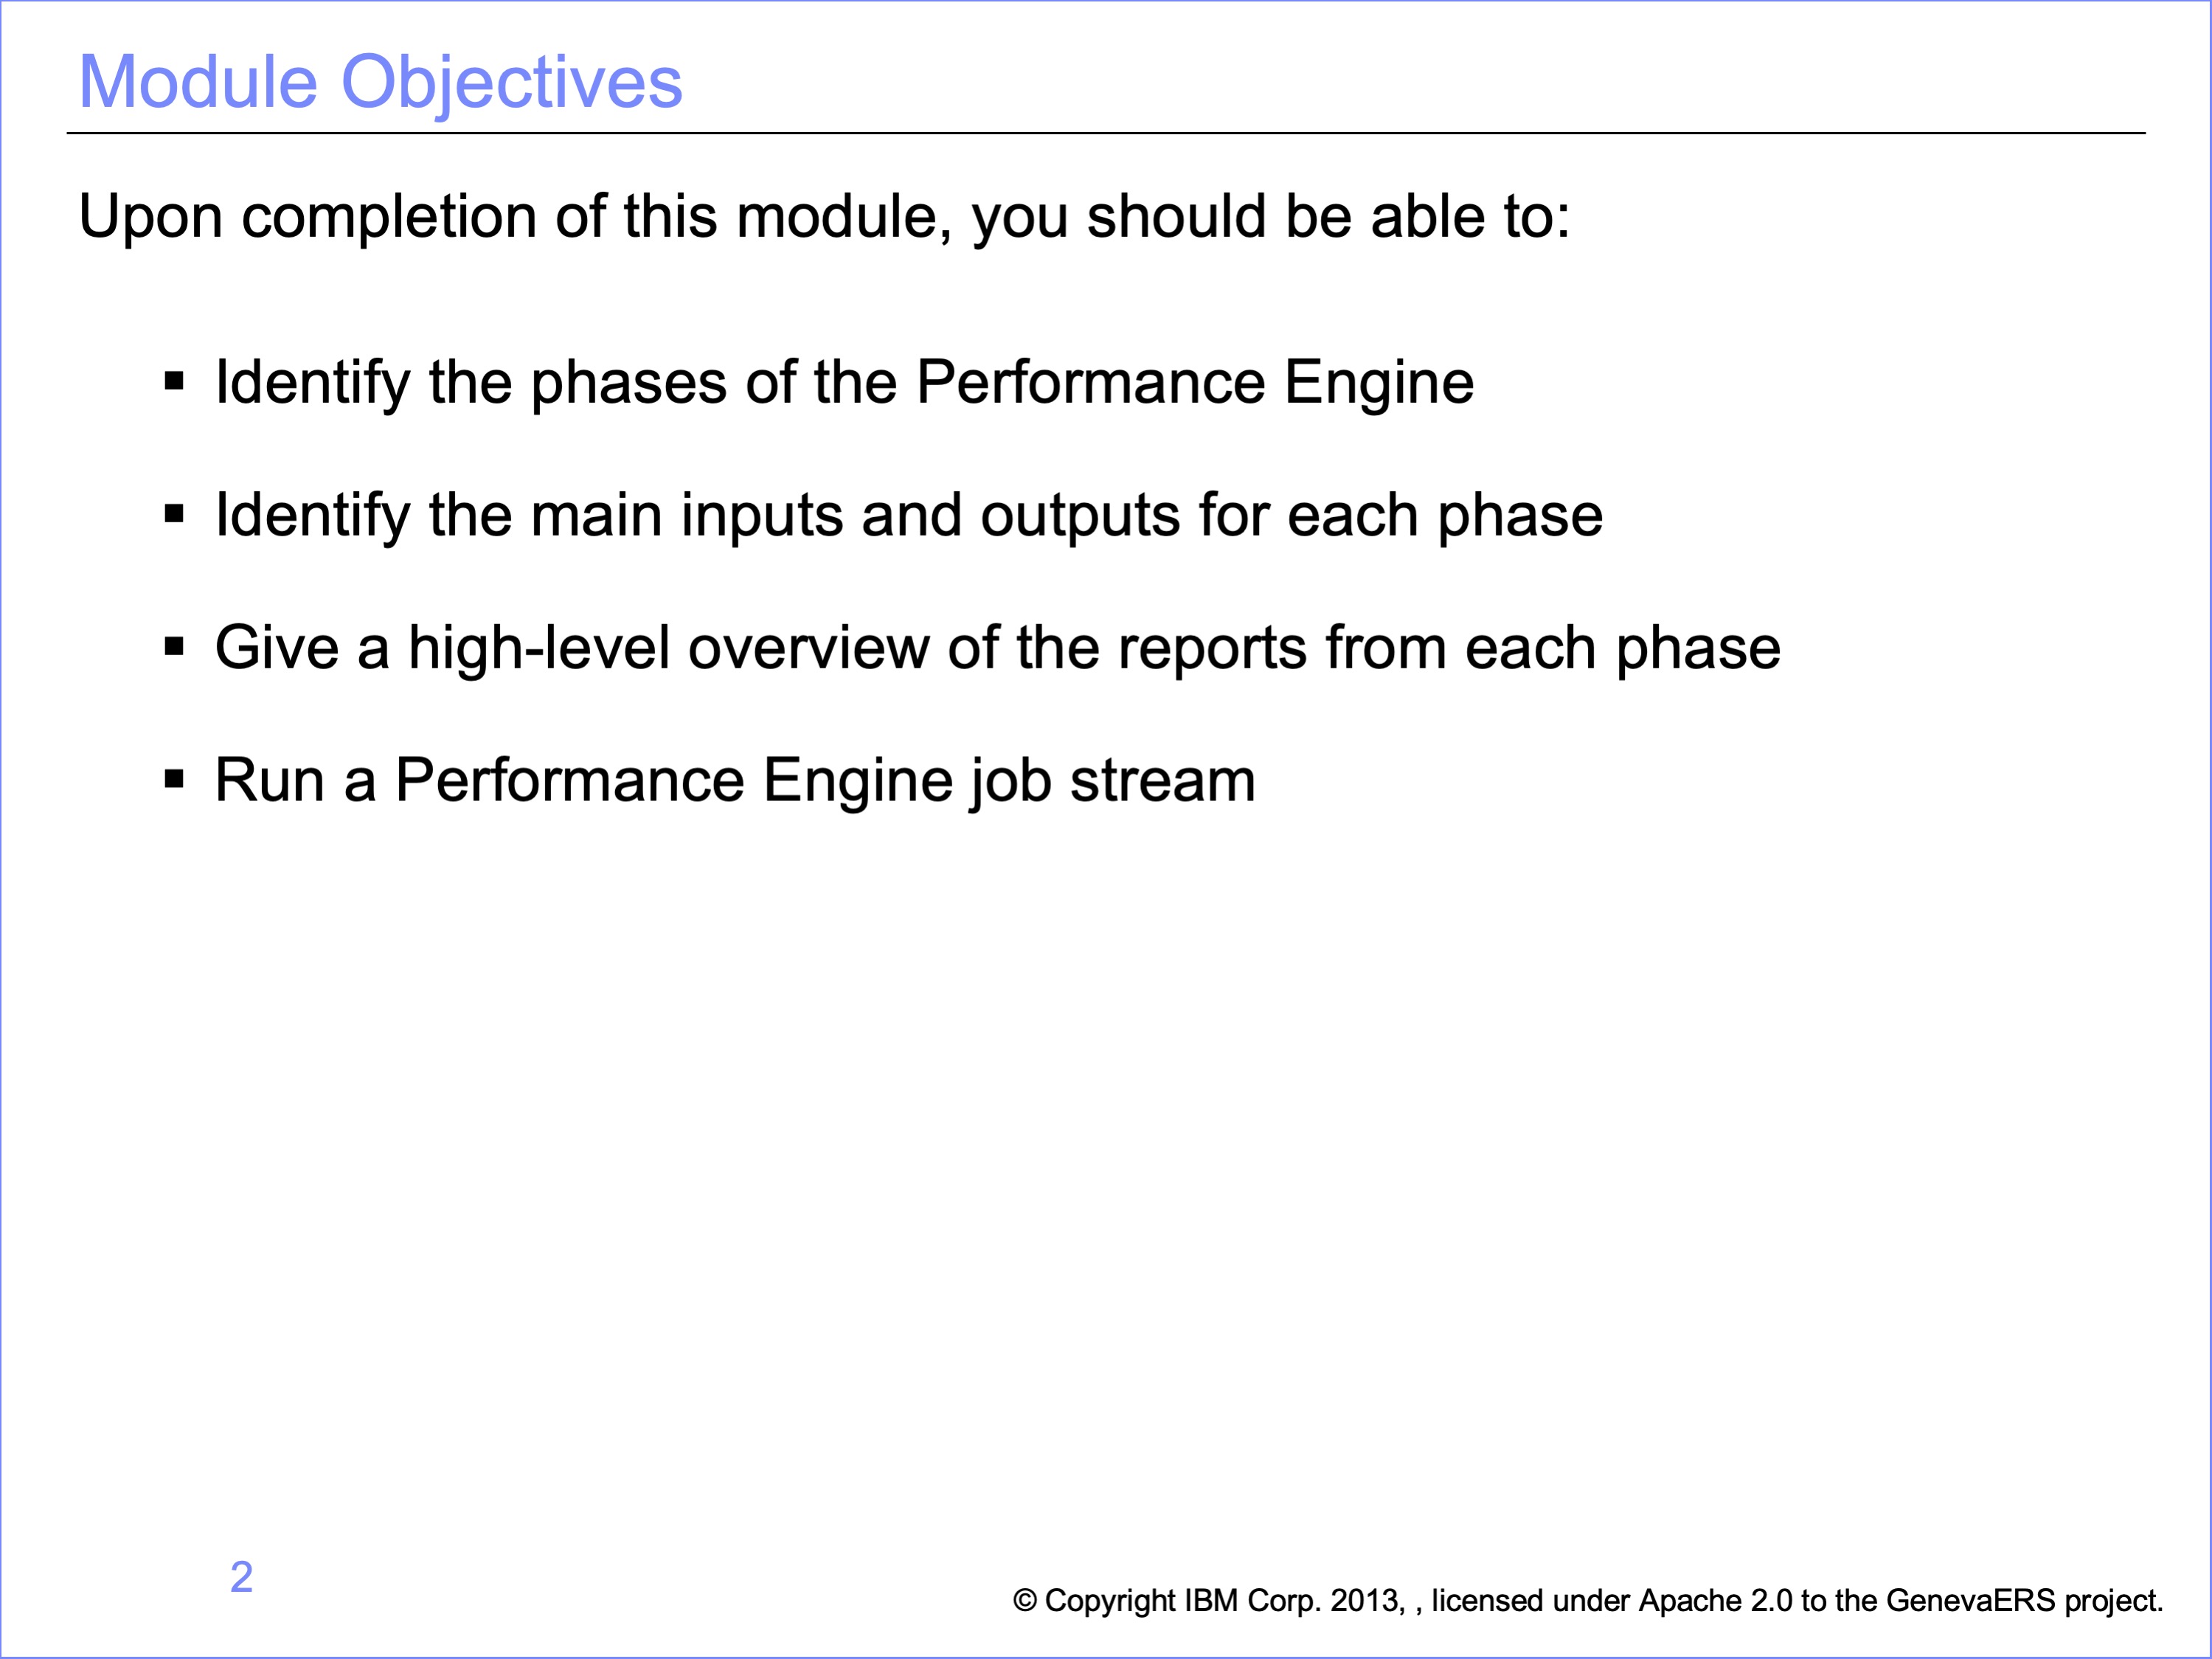 Module Objectives
Upon completion of this module, you should be able to:
▪ Identify the phases of the Performance Engine
▪ Identify the main inputs and outputs for each phase
▪ Give a high-level overview of the reports from each phase
▪ Run a Performance Engine job stream
2
© Copyright IBM Corp. 2013, , licensed under Apache 2.0 to the GenevaERS project.